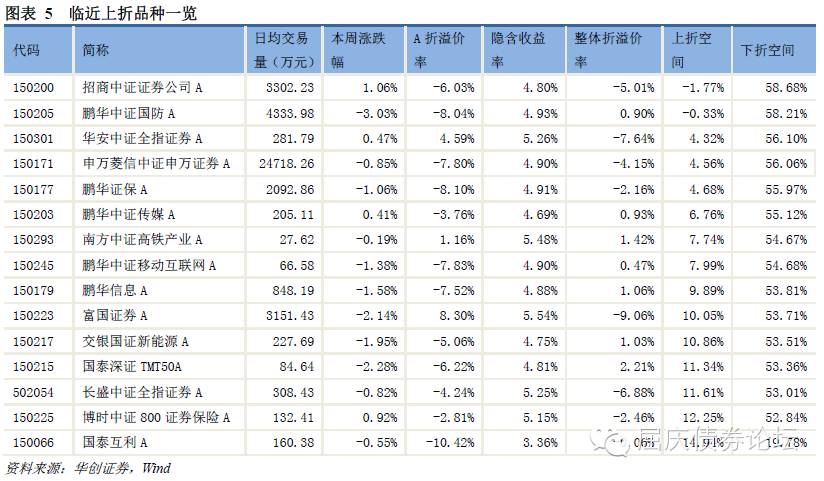 图表 5 临近上折品种一览
代码 简称 日均交易量（万元） 本周涨跌幅 A 折溢价率 隐含收益率 整体折溢价率 上折空间 下折空间
150200 招商中证证券公司 A 3302.23 1.06% -6.03% 4.80% -5.01% -1.77% 58.68%
150205 鹏华中证国防 A 4333.98 -3.03% -8.04% 4.93% 0.90% -0.33% 58.21%
150301 华安中证全指证券 A 281.79 0.47% 4.59% 5.26% -7.64% 4.32% 56.10%
150171 申万菱信中证申万证券 A 24718.26 -0.85% -7.80% 4.90% -4.15% 4.56% 56.06%
150177 鹏华证保 A 2092.86 -1.06% -8.10% 4.91% -2.16% 4.68% 55.97%
150203 鹏华中证传媒 A 205.11 0.41% -3.76% 4.69% 0.93% 6.76% 55.12%
150293 南方中证高铁产业 A 27.62 -0.19% 1.16% 5.48% 1.42% 7.74% 54.67%
150245 鹏华中证移动互联网 A 66.58 -1.38% -7.83% 4.90% 0.47% 7.99% 54.68%
150179 鹏华信息 A 848.19 -1.58% -7.52% 4.88% 1.06% 9.89% 53.81%
150223 富国证券 A 3151.43 -2.14% 8.30% 5.54% -9.06% 10.05% 53.71%
150217 交银国证新能源 A 227.69 -1.95% -5.06% 4.75% 1.03% 10.86% 53.51%
150215 国泰深证 TMT50A 84.64 -2.28% -6.22% 4.81% 2.21% 11.34% 53.36%
502054 长盛中证全指证券 A 308.43 -0.82% -4.24% 5.25% -6.88% 11.61% 53.01%
150225 博时中证 800 证券保险 A 132.41 0.92% -2.81% 5.15% -2.46% 12.25% 52.84%
150066 国泰互利 A 160.38 -0.55% -10.42% 3.36% 14.94% 19.78%
屈庆债券论坛
资料来源：华创证券，Wind